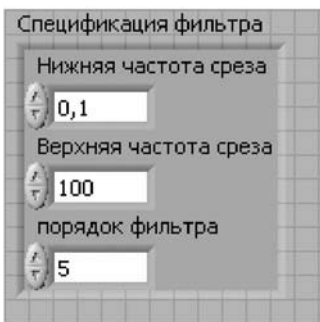 Спецификация фильтра
Нижняя частота среза
0,1
Верхняя частота среза
100
порядок фильтра
5